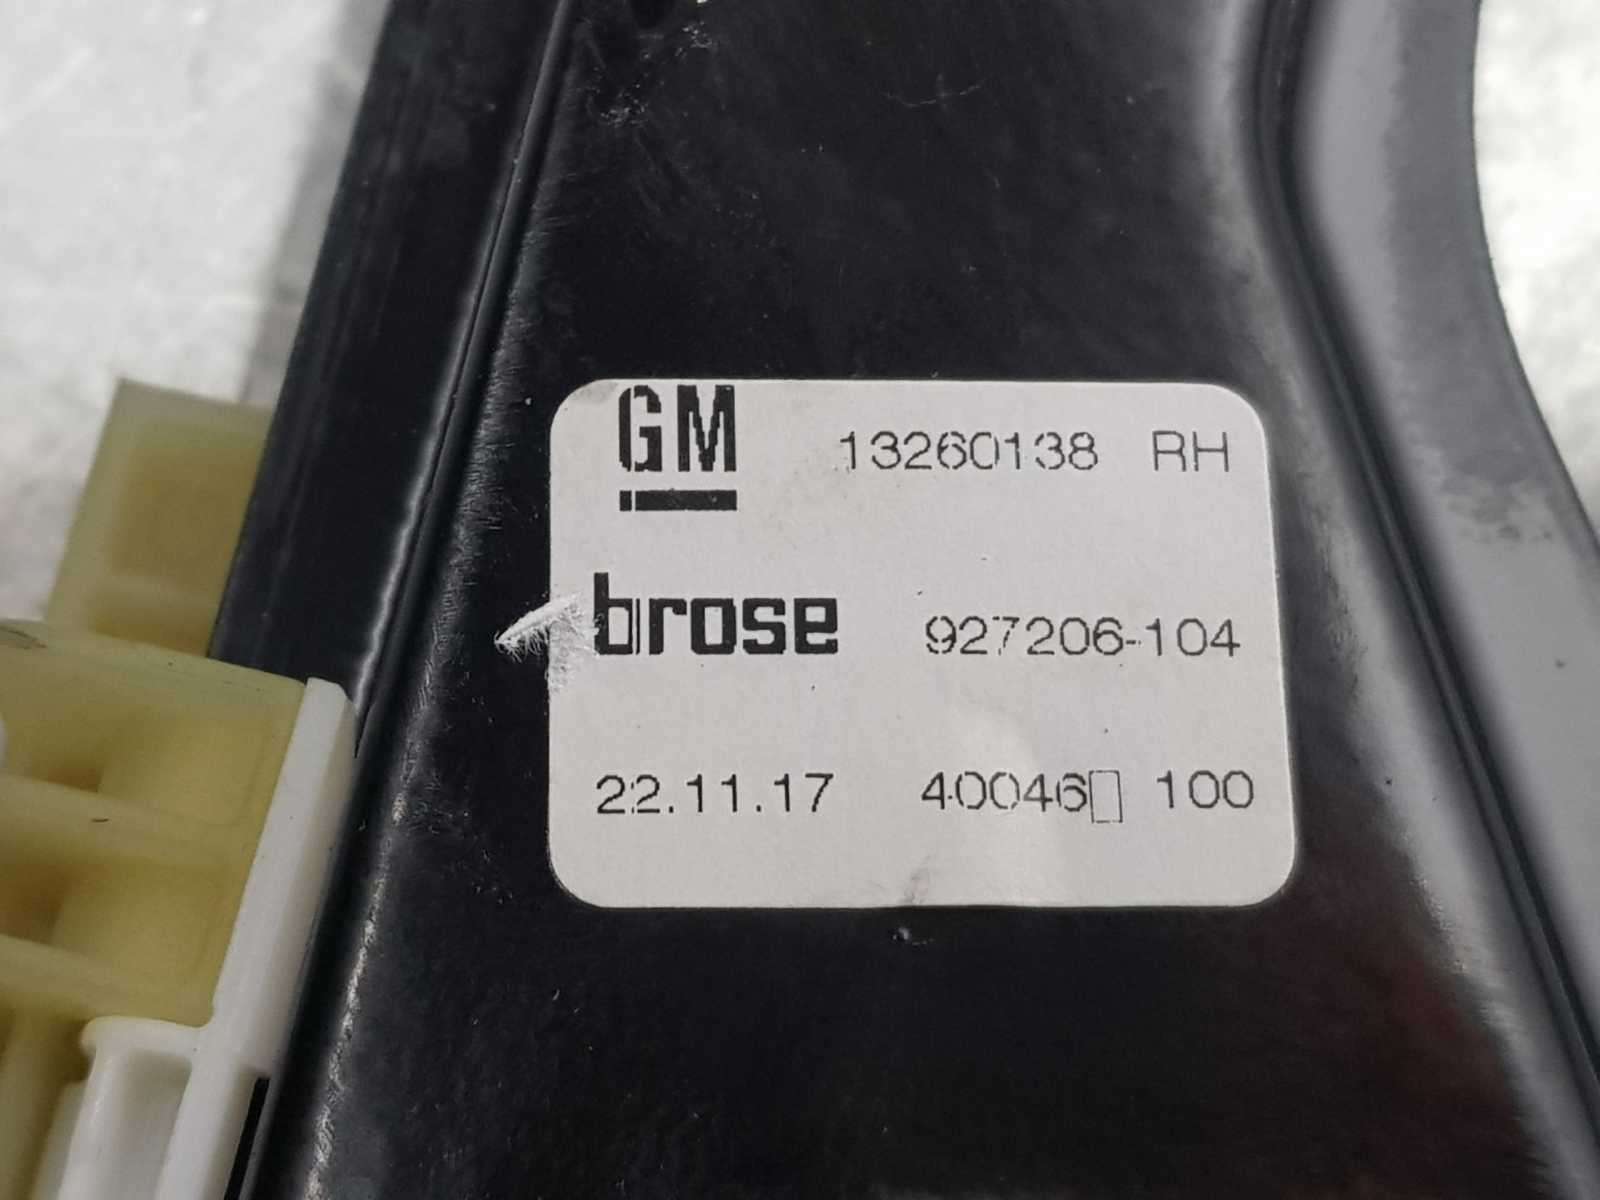 GM 13260138 RH
brose 927206-104
22.11.17 40046▯ 100